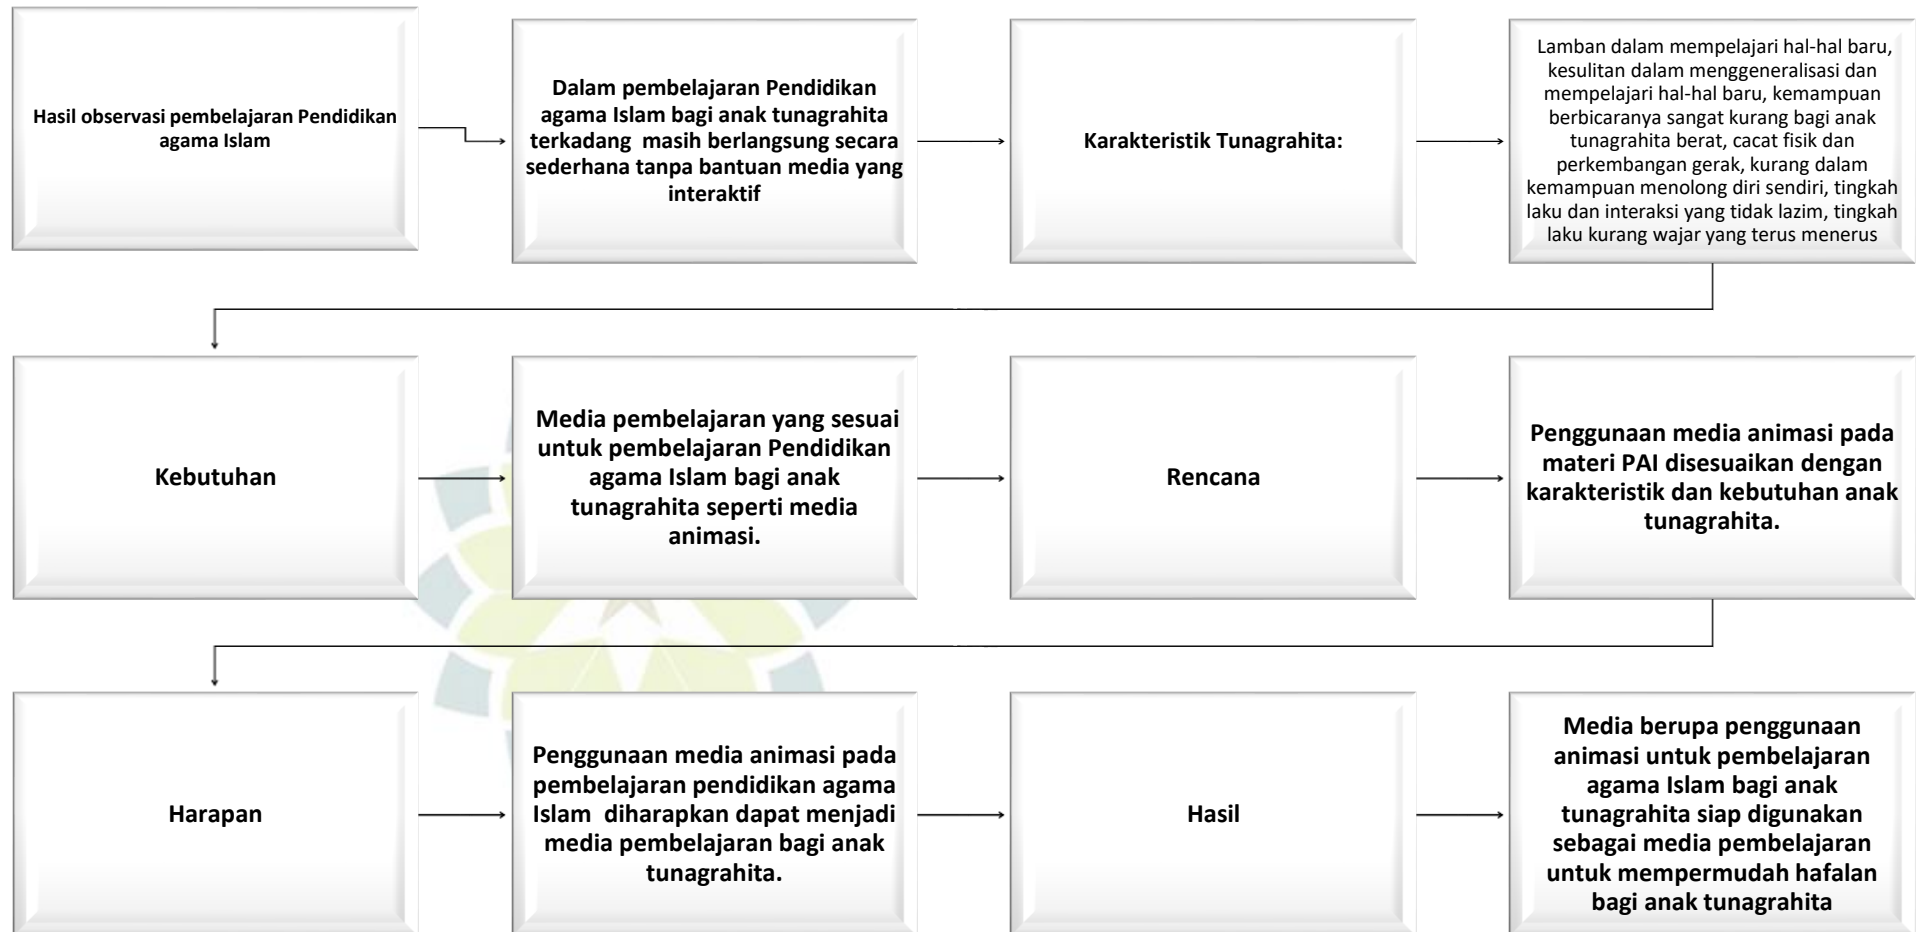 Hasil observasi pembelajaran Pendidikan
agama Islam
Dalam pembelajaran Pendidikan
agama Islam bagi anak tunagrahita
terkadang masih berlangsung secara
sederhana tanpa bantuan media yang
interaktif
Karakteristik Tunagrahita:
Lamban dalam mempelajari hal-hal baru,
kesulitan dalam menggeneralisasi dan
mempelajari hal-hal baru, kemampuan
berbicaranya sangat kurang bagi anak
tunagrahita berat, cacat fisik dan
perkembangan gerak, kurang dalam
kemampuan menolong diri sendiri, tingkah
laku dan interaksi yang tidak lazim, tingkah
laku kurang wajar yang terus menerus
Kebutuhan
Media pembelajaran yang sesuai
untuk pembelajaran Pendidikan
agama Islam bagi anak
tunagrahita seperti media
animasi.
Rencana
Penggunaan media animasi pada
materi PAI disesuaikan dengan
karakteristik dan kebutuhan anak
tunagrahita.
Harapan
Penggunaan media animasi pada
pembelajaran pendidikan agama
Islam diharapkan dapat menjadi
media pembelajaran bagi anak
tunagrahita.
Hasil
Media berupa penggunaan
animasi untuk pembelajaran
agama Islam bagi anak
tunagrahita siap digunakan
sebagai media pembelajaran
untuk mempermudah hafalan
bagi anak tunagrahita